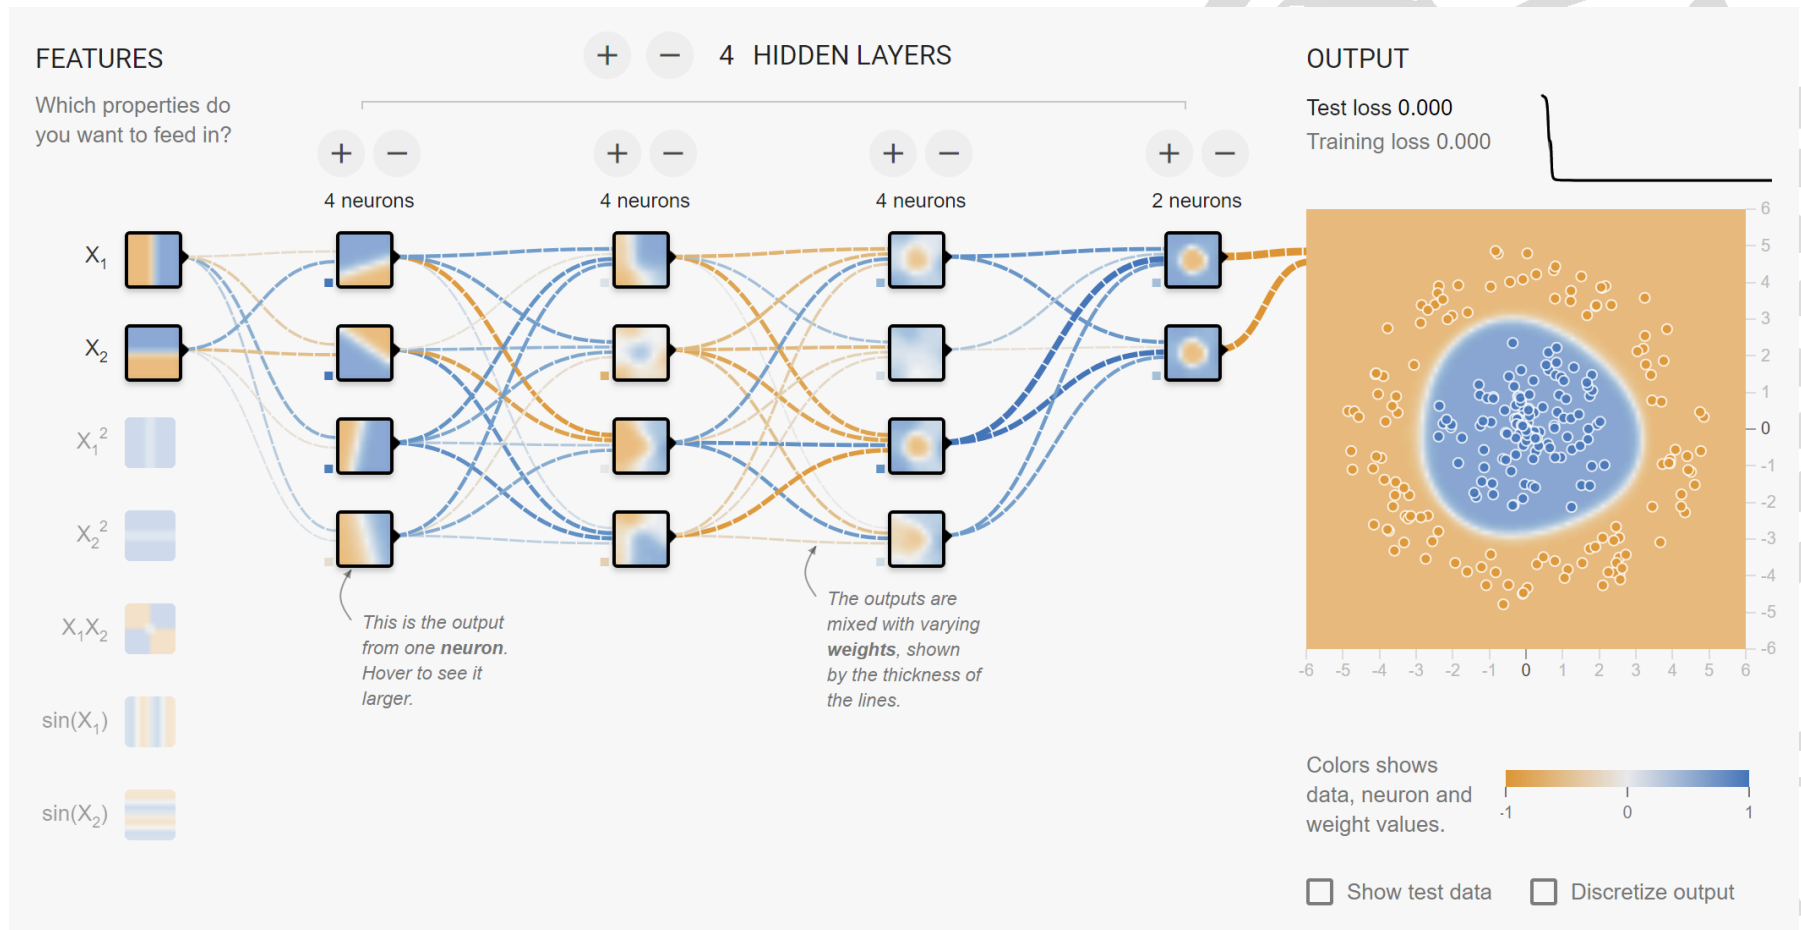 FEATURES
Which properties do
you want to feed in?
+ − 4 HIDDEN LAYERS
+ −
4 neurons
+ −
4 neurons
+ −
4 neurons
+ −
2 neurons
X₁
X₂
X₁²
X₂²
X₁X₂
sin(X₁)
sin(X₂)
This is the output
from one neuron.
Hover to see it
larger.
The outputs are
mixed with varying
weights, shown
by the thickness of
the lines.
OUTPUT
Test loss 0.000
Training loss 0.000
6
5
4
3
2
1
0
-1
-2
-3
-4
-5
-6
-6 -5 -4 -3 -2 -1 0 1 2 3 4 5 6
Colors shows
data, neuron and
weight values.
-1 0 1
Show test data
Discretize output